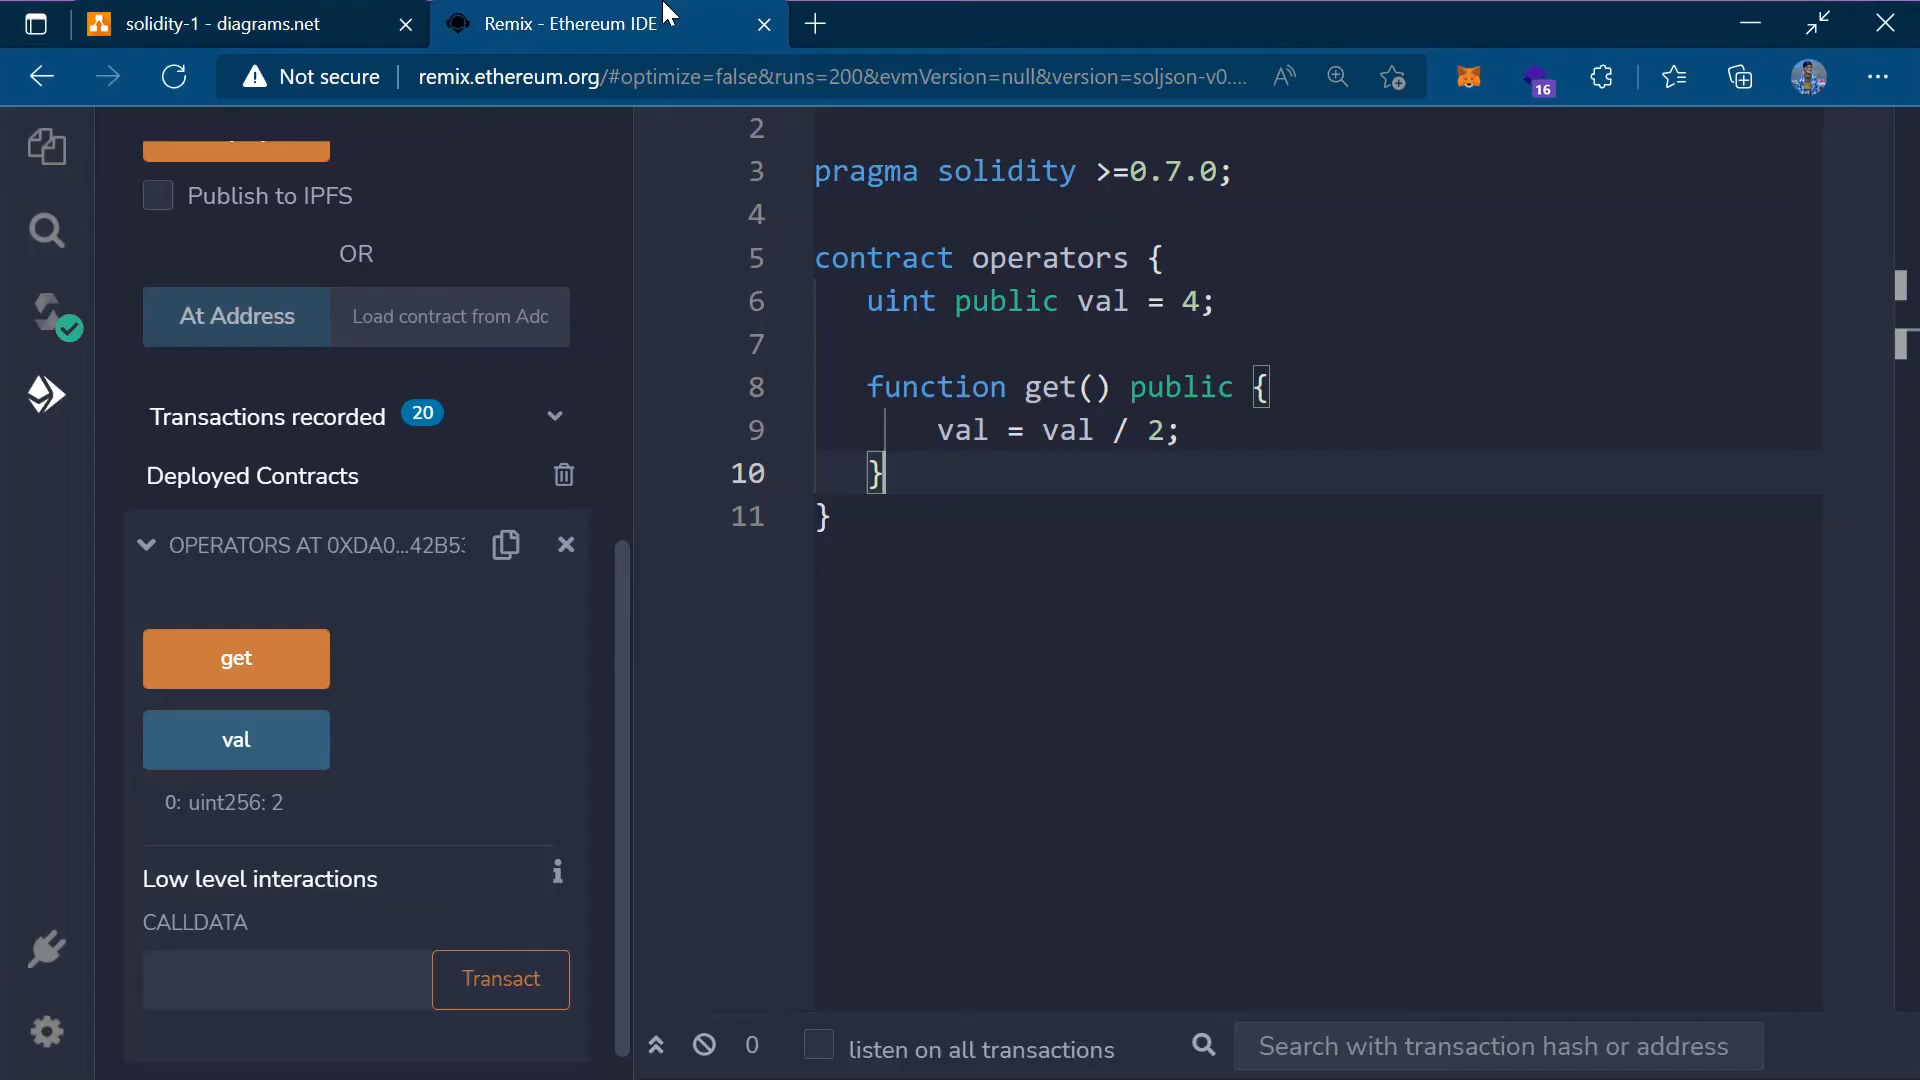 solidity-1 - diagrams.net
Remix - Ethereum IDE
Not secure
remix.ethereum.org/#optimize=false&runs=200&evmVersion=null&version=soljson-v0....
16
Publish to IPFS
OR
At Address
Load contract from Adc
Transactions recorded 20
Deployed Contracts
OPERATORS AT 0XDA0...42B53
get
val
0: uint256: 2
Low level interactions
CALLDATA
Transact
2
3 pragma solidity >=0.7.0;
4
5 contract operators {
6 uint public val = 4;
7
8 function get() public {
9 val = val / 2;
10 }
11 }
0
listen on all transactions
Search with transaction hash or address